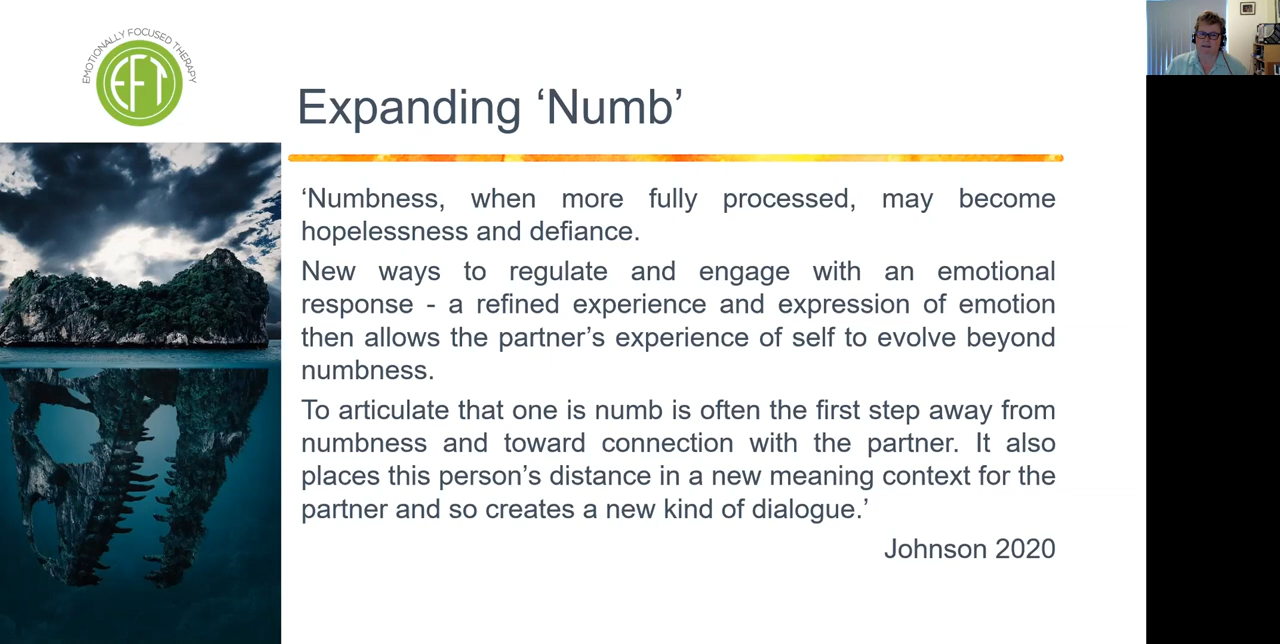 EMOTIONALLY FOCUSED THERAPY
EFT
Expanding ‘Numb’
‘Numbness, when more fully processed, may become
hopelessness and defiance.
New ways to regulate and engage with an emotional
response - a refined experience and expression of emotion
then allows the partner’s experience of self to evolve beyond
numbness.
To articulate that one is numb is often the first step away from
numbness and toward connection with the partner. It also
places this person’s distance in a new meaning context for the
partner and so creates a new kind of dialogue.’
Johnson 2020